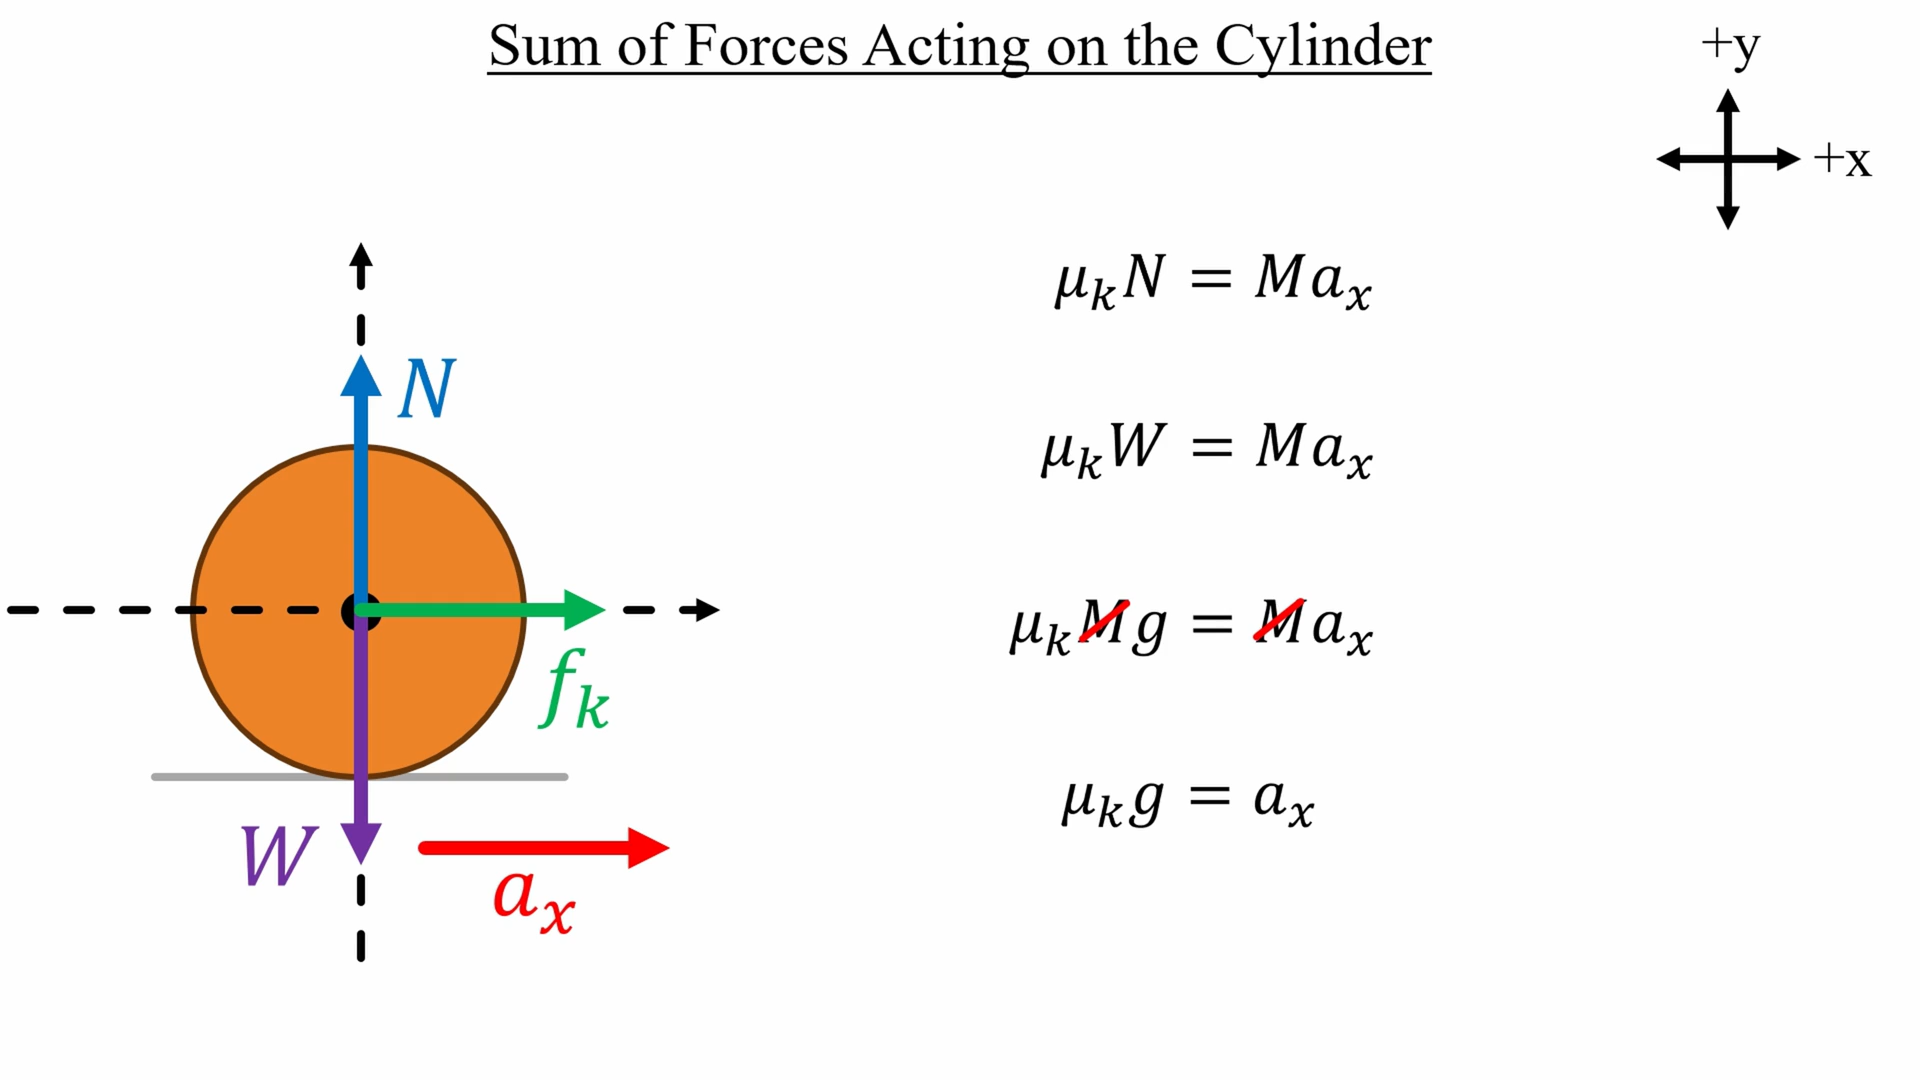 Sum of Forces Acting on the Cylinder
+y
+x
μₖN = Maₓ
N
μₖW = Maₓ
μₖMg = Maₓ
fₖ
μₖg = aₓ
W
aₓ